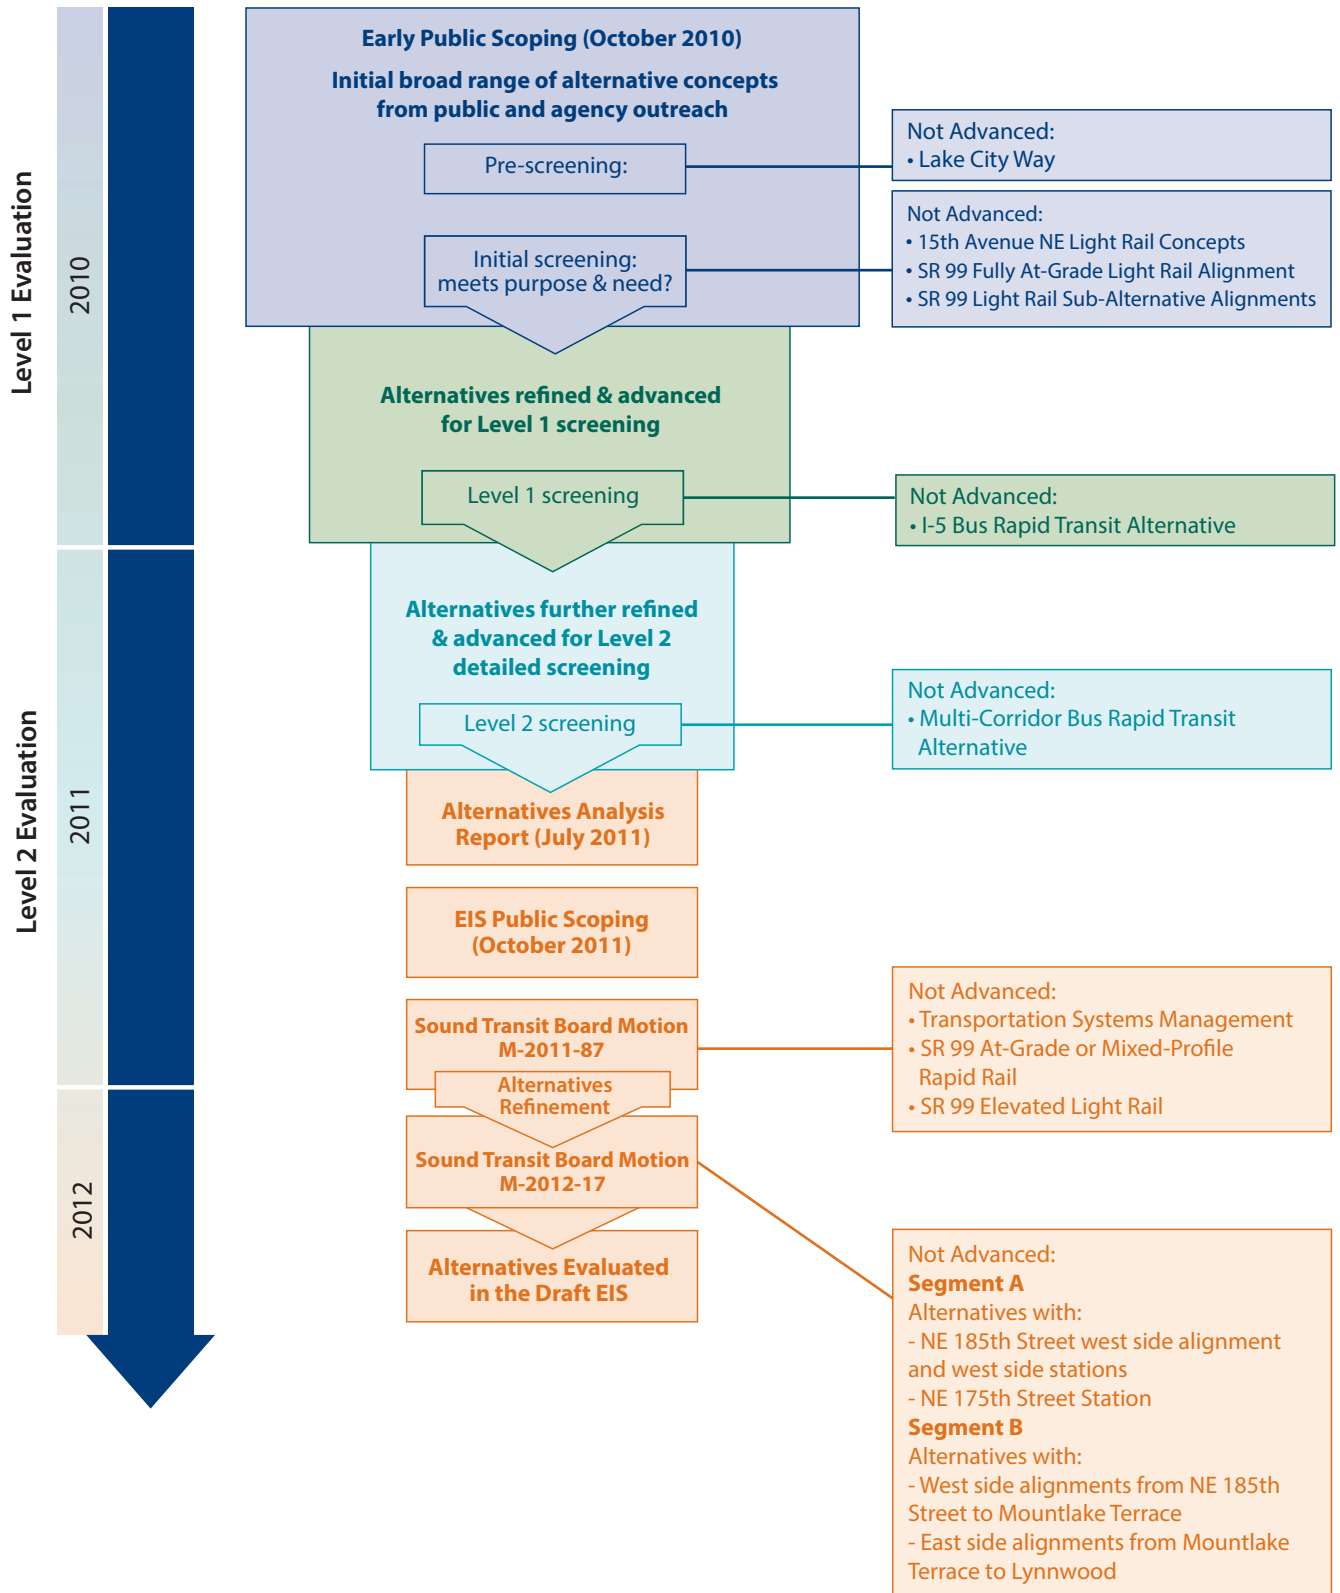 Level 1 Evaluation
2010
Early Public Scoping (October 2010)
Initial broad range of alternative concepts
from public and agency outreach
Pre-screening:
Not Advanced:
• Lake City Way
Initial screening:
meets purpose & need?
Not Advanced:
• 15th Avenue NE Light Rail Concepts
• SR 99 Fully At-Grade Light Rail Alignment
• SR 99 Light Rail Sub-Alternative Alignments
Alternatives refined & advanced
for Level 1 screening
Level 1 screening
Not Advanced:
• I-5 Bus Rapid Transit Alternative
Level 2 Evaluation
2011
Alternatives further refined
& advanced for Level 2
detailed screening
Level 2 screening
Not Advanced:
• Multi-Corridor Bus Rapid Transit
Alternative
Alternatives Analysis
Report (July 2011)
EIS Public Scoping
(October 2011)
Sound Transit Board Motion
M-2011-87
Not Advanced:
• Transportation Systems Management
• SR 99 At-Grade or Mixed-Profile
Rapid Rail
• SR 99 Elevated Light Rail
Alternatives
Refinement
2012
Sound Transit Board Motion
M-2012-17
Alternatives Evaluated
in the Draft EIS
Not Advanced:
Segment A
Alternatives with:
- NE 185th Street west side alignment
and west side stations
- NE 175th Street Station
Segment B
Alternatives with:
- West side alignments from NE 185th
Street to Mountlake Terrace
- East side alignments from Mountlake
Terrace to Lynnwood